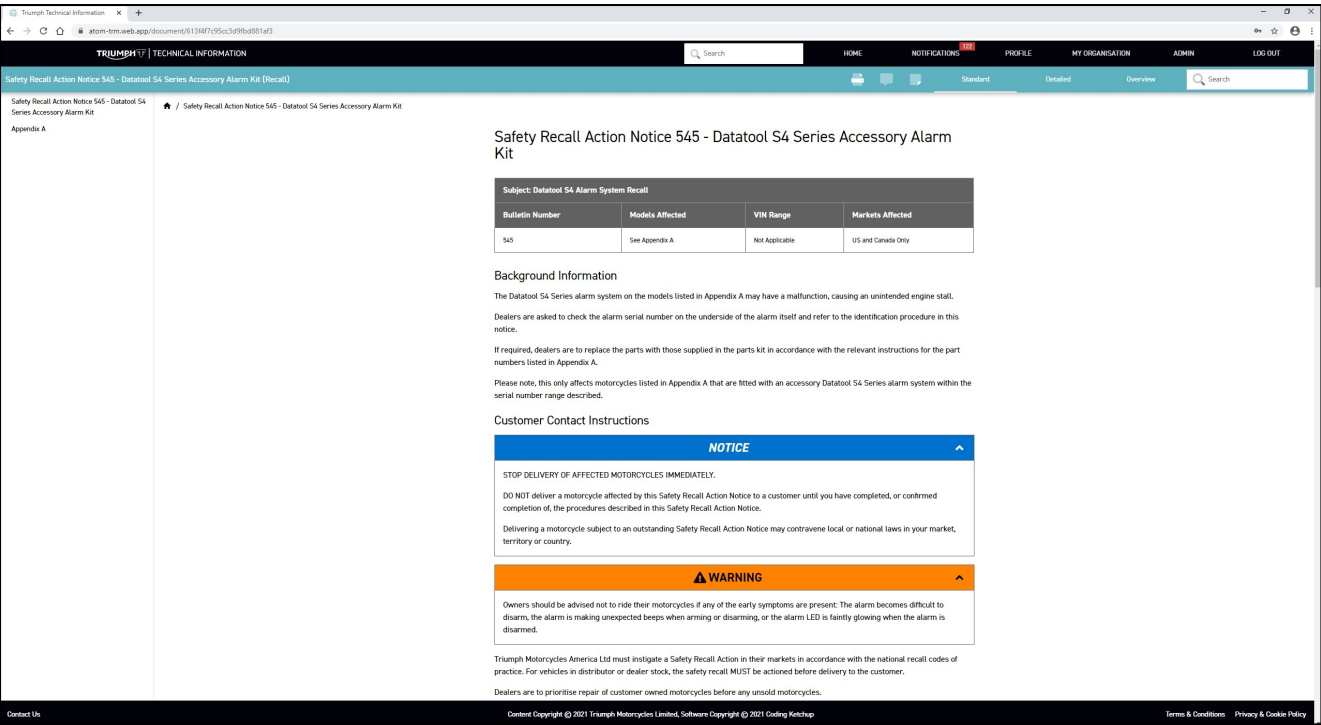 Triumph Technical Information
atom-trm.web.app/document/613f4f7c95cc3d9fbd881af3
TRIUMPH | TECHNICAL INFORMATION
Search
HOME
NOTIFICATIONS 122
PROFILE
MY ORGANISATION
ADMIN
LOG OUT
Safety Recall Action Notice 545 - Datatool S4 Series Accessory Alarm Kit (Recall)
Standard
Detailed
Overview
Search
Safety Recall Action Notice 545 - Datatool S4
Series Accessory Alarm Kit
Appendix A
/ Safety Recall Action Notice 545 - Datatool S4 Series Accessory Alarm Kit
Safety Recall Action Notice 545 - Datatool S4 Series Accessory Alarm
Kit
Subject: Datatool S4 Alarm System Recall
Bulletin Number Models Affected VIN Range Markets Affected
545 See Appendix A Not Applicable US and Canada Only
Background Information
The Datatool S4 Series alarm system on the models listed in Appendix A may have a malfunction, causing an unintended engine stall.
Dealers are asked to check the alarm serial number on the underside of the alarm itself and refer to the identification procedure in this
notice.
If required, dealers are to replace the parts with those supplied in the parts kit in accordance with the relevant instructions for the part
numbers listed in Appendix A.
Please note, this only affects motorcycles listed in Appendix A that are fitted with an accessory Datatool S4 Series alarm system within the
serial number range described.
Customer Contact Instructions
NOTICE
STOP DELIVERY OF AFFECTED MOTORCYCLES IMMEDIATELY.
DO NOT deliver a motorcycle affected by this Safety Recall Action Notice to a customer until you have completed, or confirmed
completion of, the procedures described in this Safety Recall Action Notice.
Delivering a motorcycle subject to an outstanding Safety Recall Action Notice may contravene local or national laws in your market,
territory or country.
WARNING
Owners should be advised not to ride their motorcycles if any of the early symptoms are present: The alarm becomes difficult to
disarm, the alarm is making unexpected beeps when arming or disarming, or the alarm LED is faintly glowing when the alarm is
disarmed.
Triumph Motorcycles America Ltd must instigate a Safety Recall Action in their markets in accordance with the national recall codes of
practice. For vehicles in distributor or dealer stock, the safety recall MUST be actioned before delivery to the customer.
Dealers are to prioritise repair of customer owned motorcycles before any unsold motorcycles.
Contact Us
Content Copyright © 2021 Triumph Motorcycles Limited, Software Copyright © 2021 Coding Ketchup
Terms & Conditions Privacy & Cookie Policy